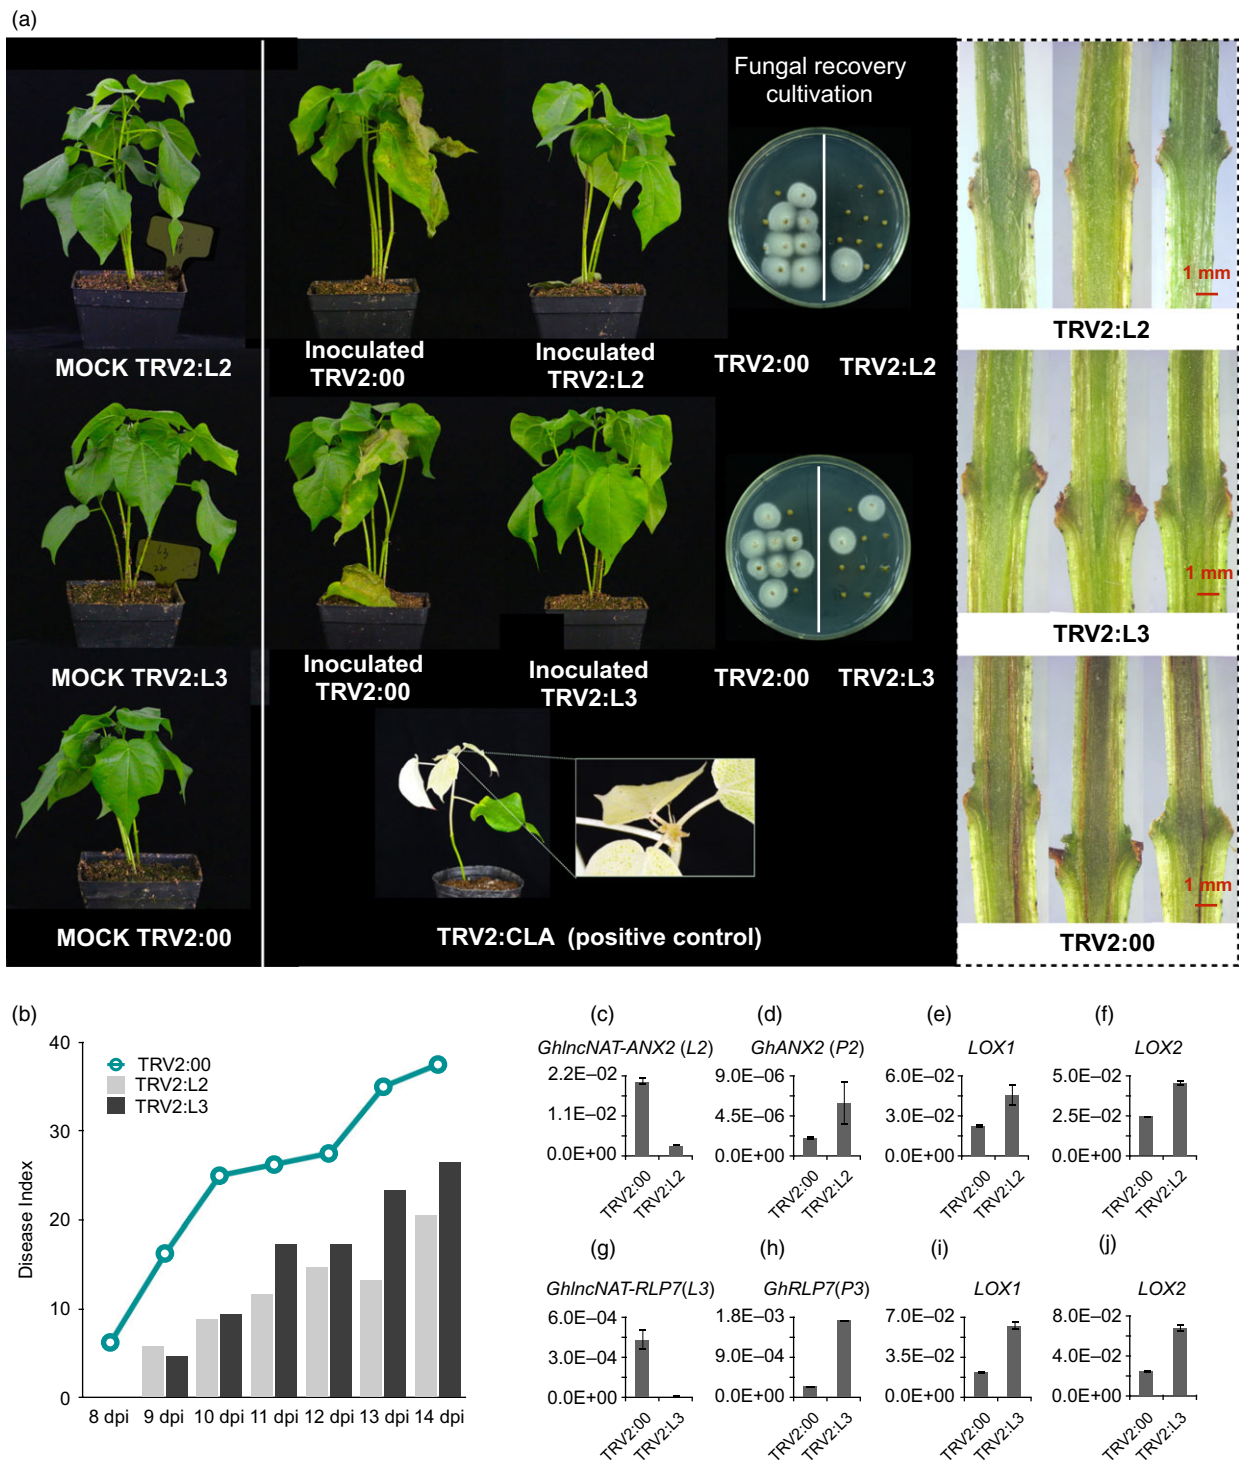 (a)
Fungal recovery
cultivation
1 mm
MOCK TRV2:L2
Inoculated
TRV2:00
Inoculated
TRV2:L2
TRV2:00
TRV2:L2
TRV2:L2
1 mm
MOCK TRV2:L3
Inoculated
TRV2:00
Inoculated
TRV2:L3
TRV2:00
TRV2:L3
TRV2:L3
1 mm
MOCK TRV2:00
TRV2:CLA (positive control)
TRV2:00
(b)
40
30
20
10
0
Disease Index
TRV2:00
TRV2:L2
TRV2:L3
8 dpi
9 dpi
10 dpi
11 dpi
12 dpi
13 dpi
14 dpi
(c)
GhlncNAT-ANX2 (L2)
2.2E–02
1.1E–02
0.0E+00
TRV2:00
TRV2:L2
(d)
GhANX2 (P2)
9.0E–06
4.5E–06
0.0E+00
TRV2:00
TRV2:L2
(e)
LOX1
6.0E–02
3.0E–02
0.0E+00
TRV2:00
TRV2:L2
(f)
LOX2
5.0E–02
2.5E–02
0.0E+00
TRV2:00
TRV2:L2
(g)
GhlncNAT-RLP7(L3)
6.0E–04
3.0E–04
0.0E+00
TRV2:00
TRV2:L3
(h)
GhRLP7(P3)
1.8E–03
9.0E–04
0.0E+00
TRV2:00
TRV2:L3
(i)
LOX1
7.0E–02
3.5E–02
0.0E+00
TRV2:00
TRV2:L3
(j)
LOX2
8.0E–02
4.0E–02
0.0E+00
TRV2:00
TRV2:L3